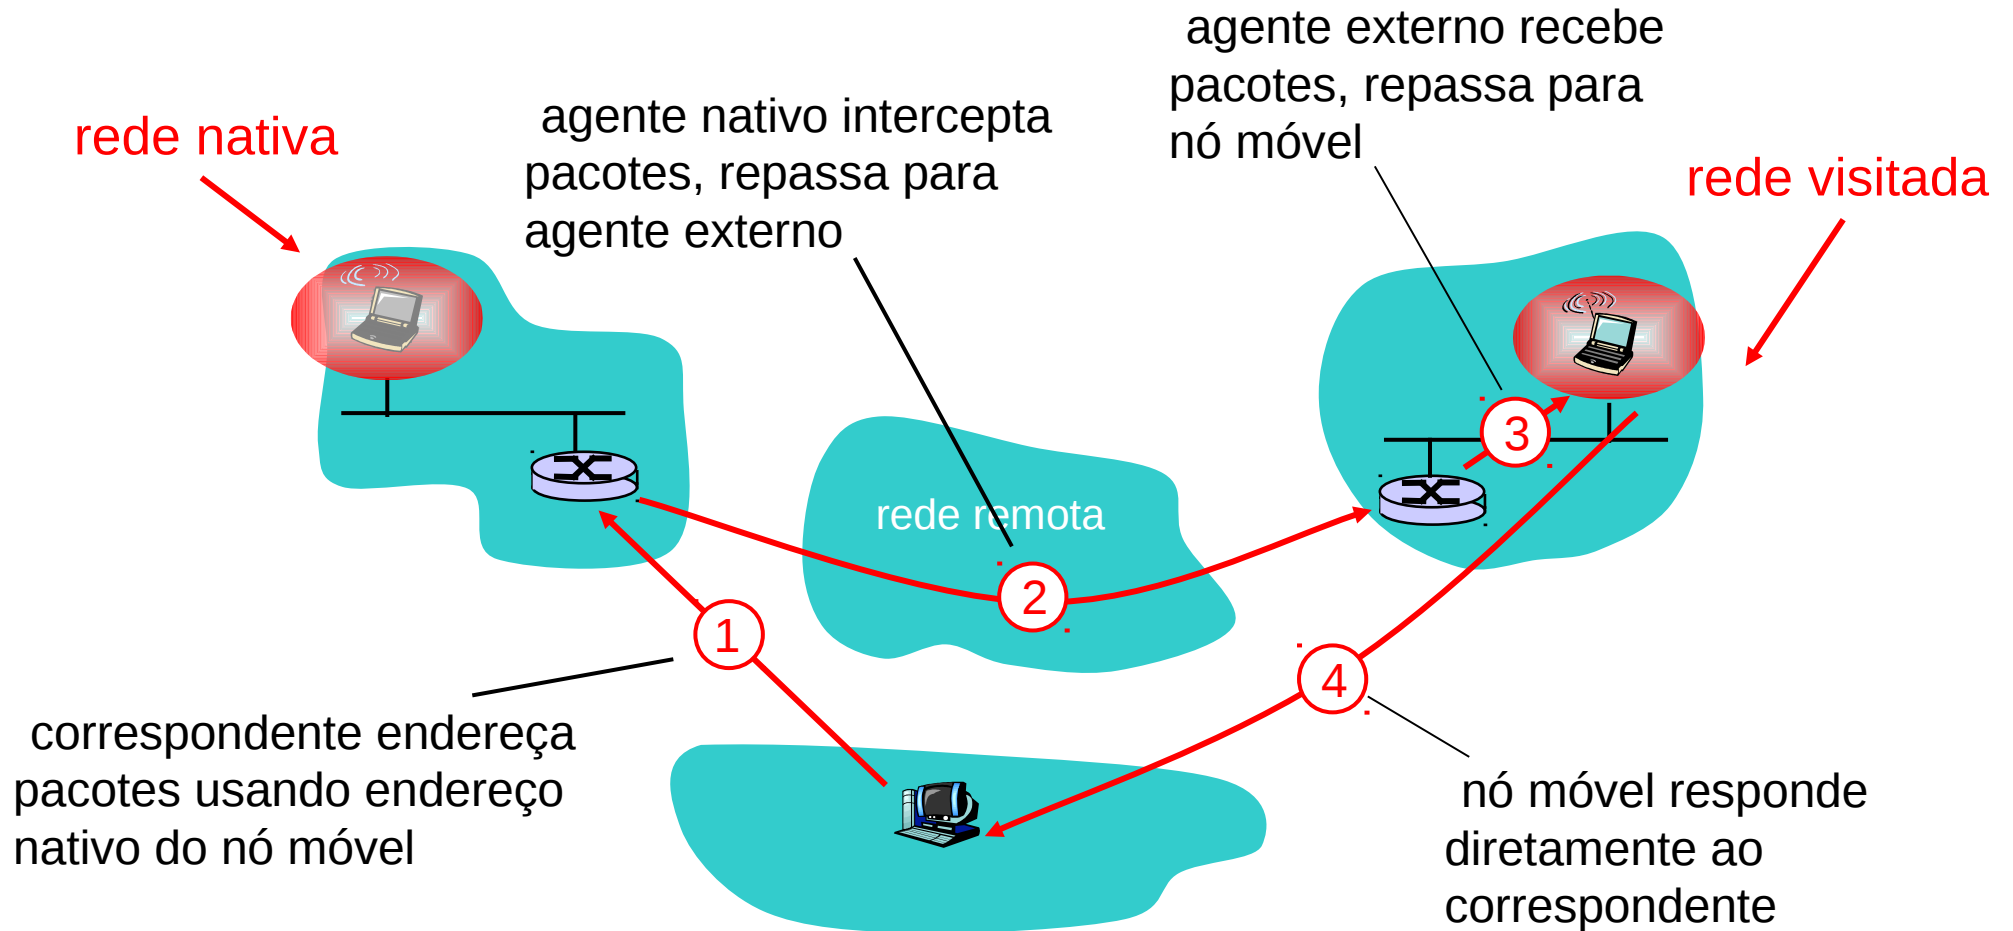 agente externo recebe
pacotes, repassa para
nó móvel
agente nativo intercepta
pacotes, repassa para
agente externo
rede nativa
rede visitada
rede remota
3
2
1
4
correspondente endereça
pacotes usando endereço
nativo do nó móvel
nó móvel responde
diretamente ao
correspondente